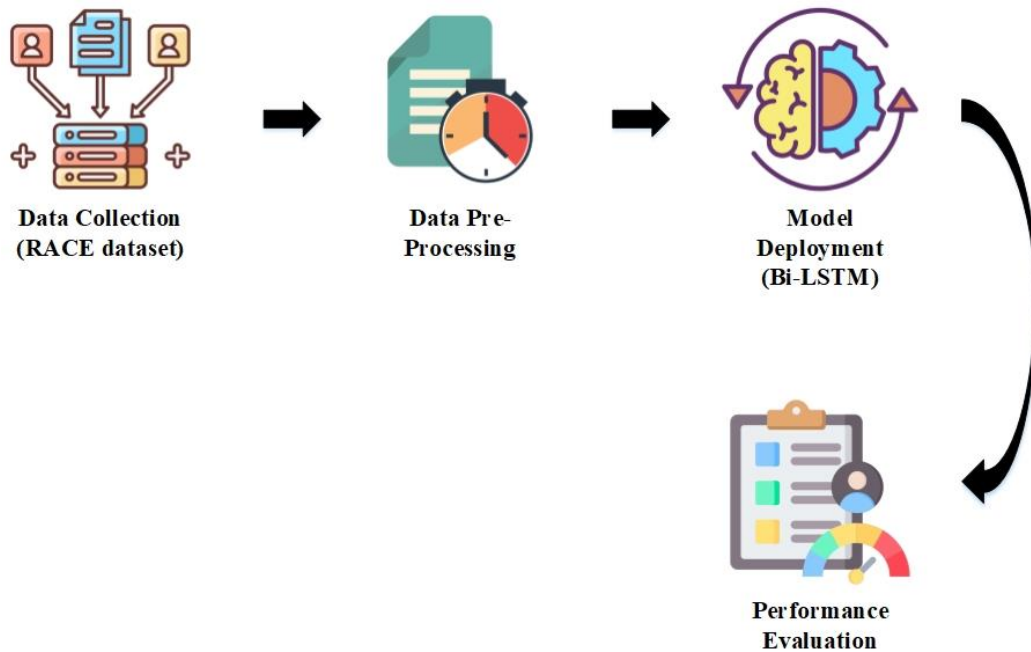 Data Collection
(RACE dataset)
Data Pre-
Processing
Model
Deployment
(Bi-LSTM)
Performance
Evaluation